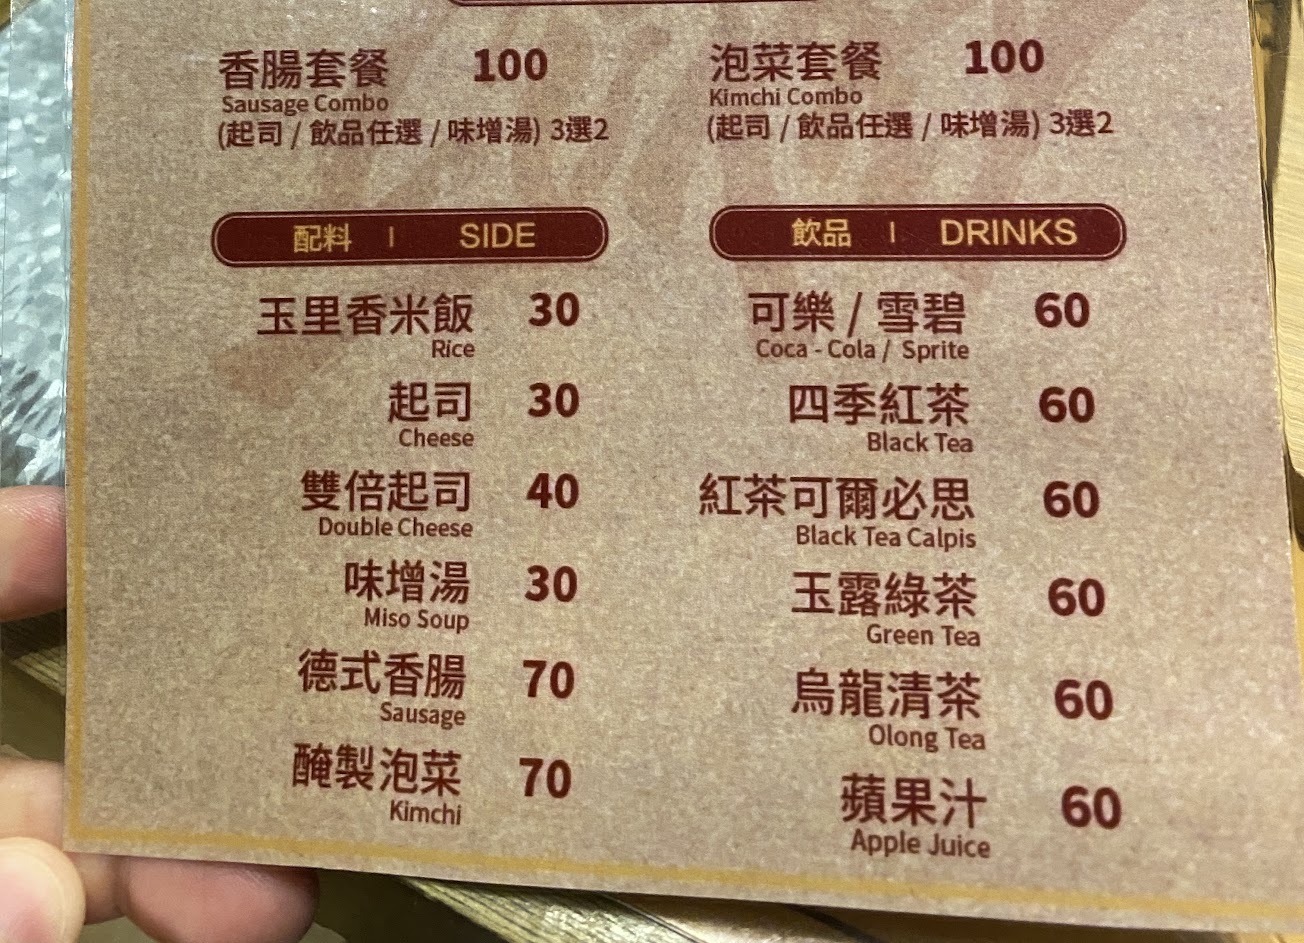 香腸套餐 100
Sausage Combo
(起司 / 飲品任選 / 味增湯) 3選2
泡菜套餐 100
Kimchi Combo
(起司 / 飲品任選 / 味增湯) 3選2
配料 | SIDE
玉里香米飯 30
Rice
起司 30
Cheese
雙倍起司 40
Double Cheese
味增湯 30
Miso Soup
德式香腸 70
Sausage
醃製泡菜 70
Kimchi
飲品 | DRINKS
可樂 / 雪碧 60
Coca - Cola / Sprite
四季紅茶 60
Black Tea
紅茶可爾必思 60
Black Tea Calpis
玉露綠茶 60
Green Tea
烏龍清茶 60
Olong Tea
蘋果汁 60
Apple Juice